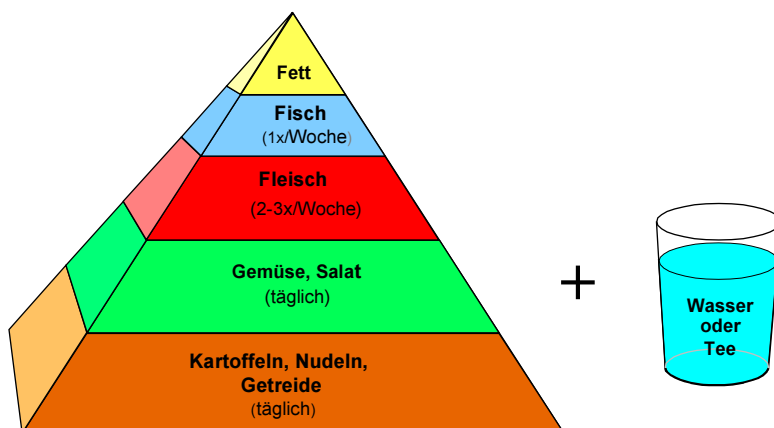 Fett
Fisch
(1x/Woche)
Fleisch
(2-3x/Woche)
Gemüse, Salat
(täglich)
Kartoffeln, Nudeln,
Getreide
(täglich)
+
Wasser
oder
Tee